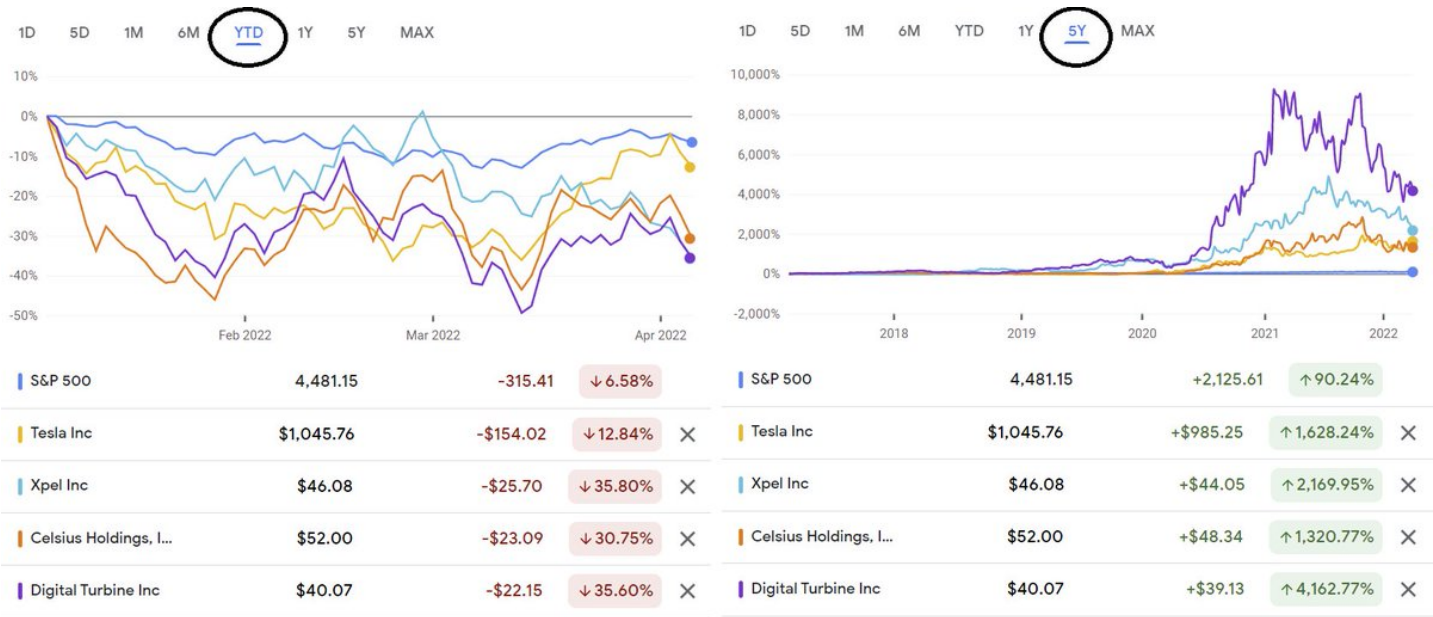 1D 5D 1M 6M YTD 1Y 5Y MAX
10%
0%
-10%
-20%
-30%
-40%
-50%
Feb 2022 Mar 2022 Apr 2022
S&P 500 4,481.15 -315.41 ↓6.58%
Tesla Inc $1,045.76 -$154.02 ↓12.84% ✕
Xpel Inc $46.08 -$25.70 ↓35.80% ✕
Celsius Holdings, I... $52.00 -$23.09 ↓30.75% ✕
Digital Turbine Inc $40.07 -$22.15 ↓35.60% ✕
1D 5D 1M 6M YTD 1Y 5Y MAX
10,000%
8,000%
6,000%
4,000%
2,000%
0%
-2,000%
2018 2019 2020 2021 2022
S&P 500 4,481.15 +2,125.61 ↑90.24%
Tesla Inc $1,045.76 +$985.25 ↑1,628.24% ✕
Xpel Inc $46.08 +$44.05 ↑2,169.95% ✕
Celsius Holdings, I... $52.00 +$48.34 ↑1,320.77% ✕
Digital Turbine Inc $40.07 +$39.13 ↑4,162.77% ✕